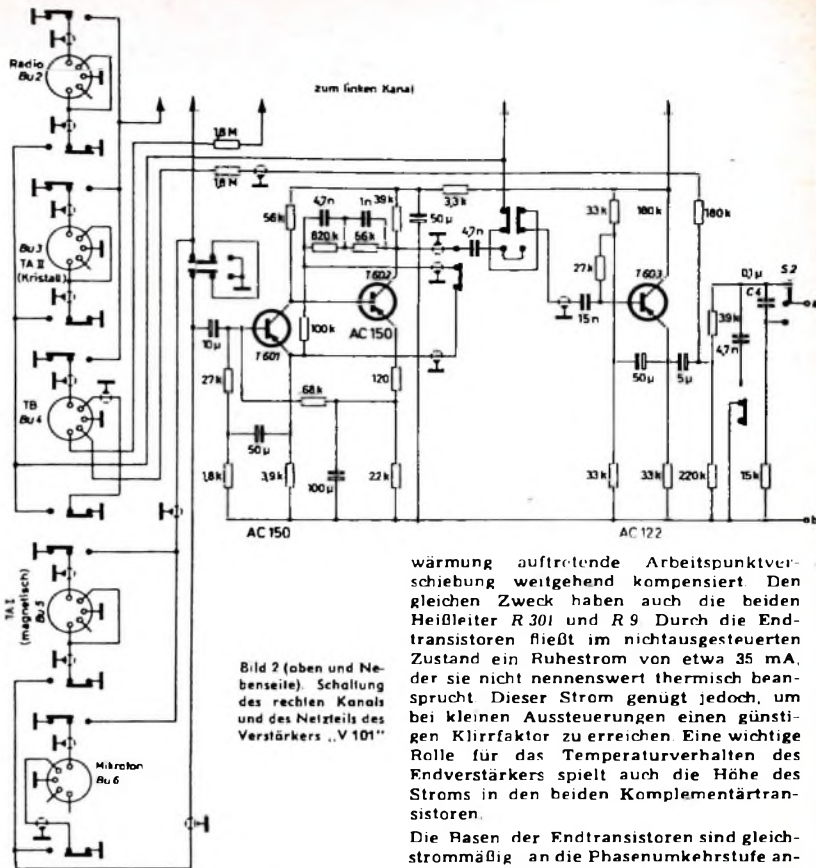 Radio
Bu 2
zum linken Kanal
1,8 M
1,8 M
Bu 3
TA II
(Kristall)
TB
Bu 4
TA I
(magnetisch)
Bu 5
Mikrofon
Bu 6
56k
4,7n
1n
39k
820k
56k
50µ
3,3k
4,7n
T602
AC 150
10µ
T601
100k
27k
68k
120
50µ
1,8k
3,9k
100µ
2,2k
AC 150
33k
180k
180k
27k
T603
15n
50µ
5µ
39k
0,1µ
C4
S2
4,7n
a
33k
33k
220k
15k
b
AC 122
Bild 2 (oben und Ne-
benseite). Schaltung
des rechten Kanals
und des Netzteils des
Verstärkers „V 101"
wärmung auftretende Arbeitspunktver-
schiebung weitgehend kompensiert. Den
gleichen Zweck haben auch die beiden
Heißleiter R 301 und R 9. Durch die End-
transistoren fließt im nichtausgesteuerten
Zustand ein Ruhestrom von etwa 35 mA,
der sie nicht nennenswert thermisch bean-
sprucht. Dieser Strom genügt jedoch, um
bei kleinen Aussteuerungen einen günsti-
gen Klirrfaktor zu erreichen. Eine wichtige
Rolle für das Temperaturverhalten des
Endverstärkers spielt auch die Höhe des
Stroms in den beiden Komplementärtran-
sistoren.
Die Basen der Endtransistoren sind gleich-
strommäßig an die Phasenumkehrstufe an-